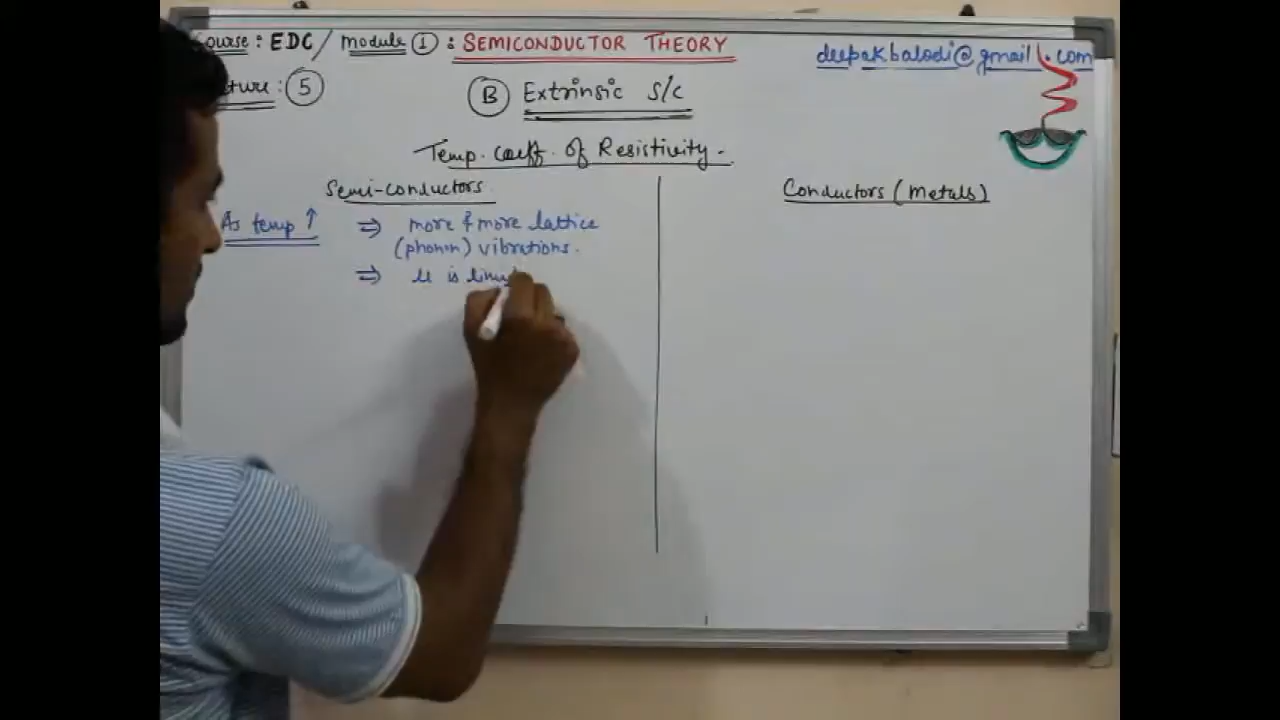 Course: EDC/ Module ① : SEMICONDUCTOR THEORY
deepakbalodi@gmail.com
ture : ⑤
Ⓑ Extrinsic S/C
Temp. coeff. of Resistivity.
Semi-conductors
Conductors (Metals)
As temp ↑ ⇒ more & more lattice
(phonon) vibrations.
⇒ μ is